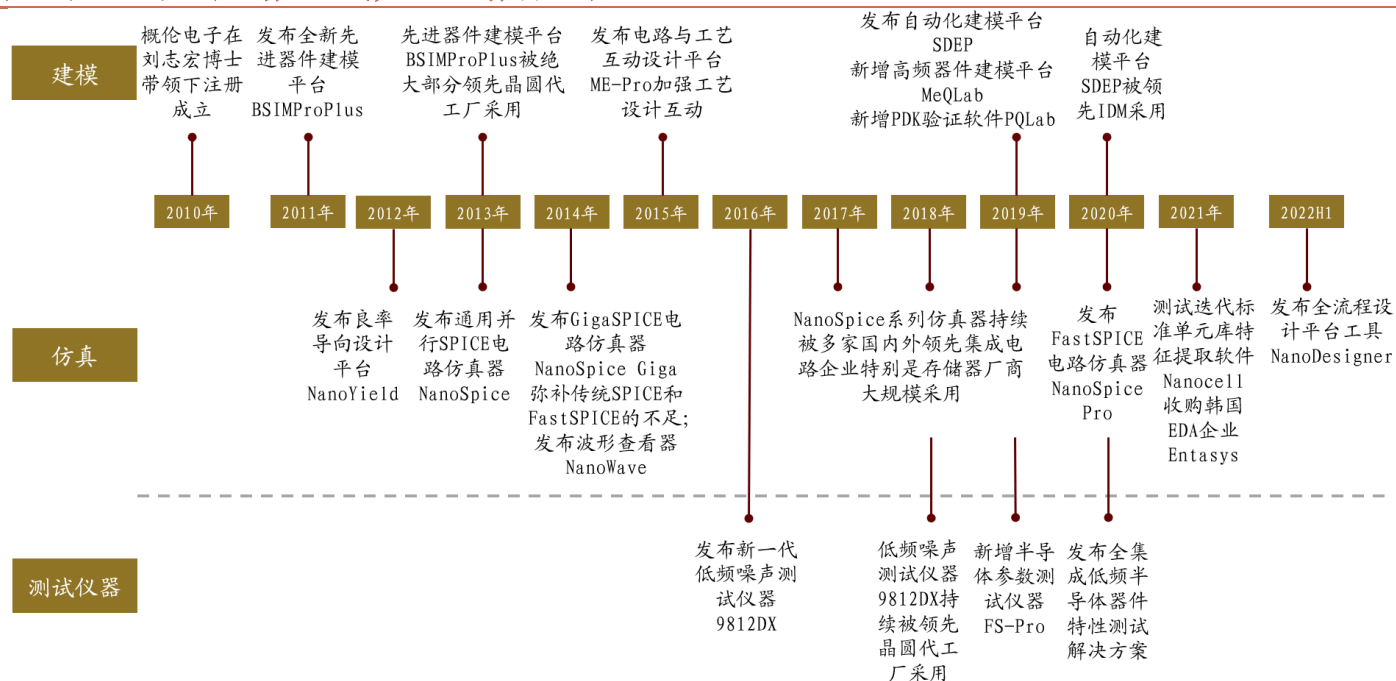 建模
概伦电子在
刘志宏博士
带领下注册
成立
发布全新先
进器件建模
平台
BSIMProPlus
先进器件建模平台
BSIMProPlus被绝
大部分领先晶圆代
工厂采用
发布电路与工艺
互动设计平台
ME-Pro加强工艺
设计互动
发布自动化建模平台
SDEP
新增高频器件建模平台
MeQLab
新增PDK验证软件PQLab
自动化建
模平台
SDEP被领
先IDM采用
2010年
2011年
2012年
2013年
2014年
2015年
2016年
2017年
2018年
2019年
2020年
2021年
2022H1
仿真
发布良率
导向设计
平台
NanoYield
发布通用并
行SPICE电
路仿真器
NanoSpice
发布GigaSPICE电
路仿真器
NanoSpice Giga
弥补传统SPICE和
FastSPICE的不足;
发布波形查看器
NanoWave
NanoSpice系列仿真器持续
被多家国内外领先集成电
路企业特别是存储器厂商
大规模采用
发布
FastSPICE
电路仿真器
NanoSpice
Pro
测试迭代标
准单元库特
征提取软件
Nanocell
收购韩国
EDA企业
Entasys
发布全流程设
计平台工具
NanoDesigner
测试仪器
发布新一代
低频噪声测
试仪器
9812DX
低频噪声
测试仪器
9812DX持
续被领先
晶圆代工
厂采用
新增半导
体参数测
试仪器
FS-Pro
发布全集
成低频半
导体器件
特性测试
解决方案